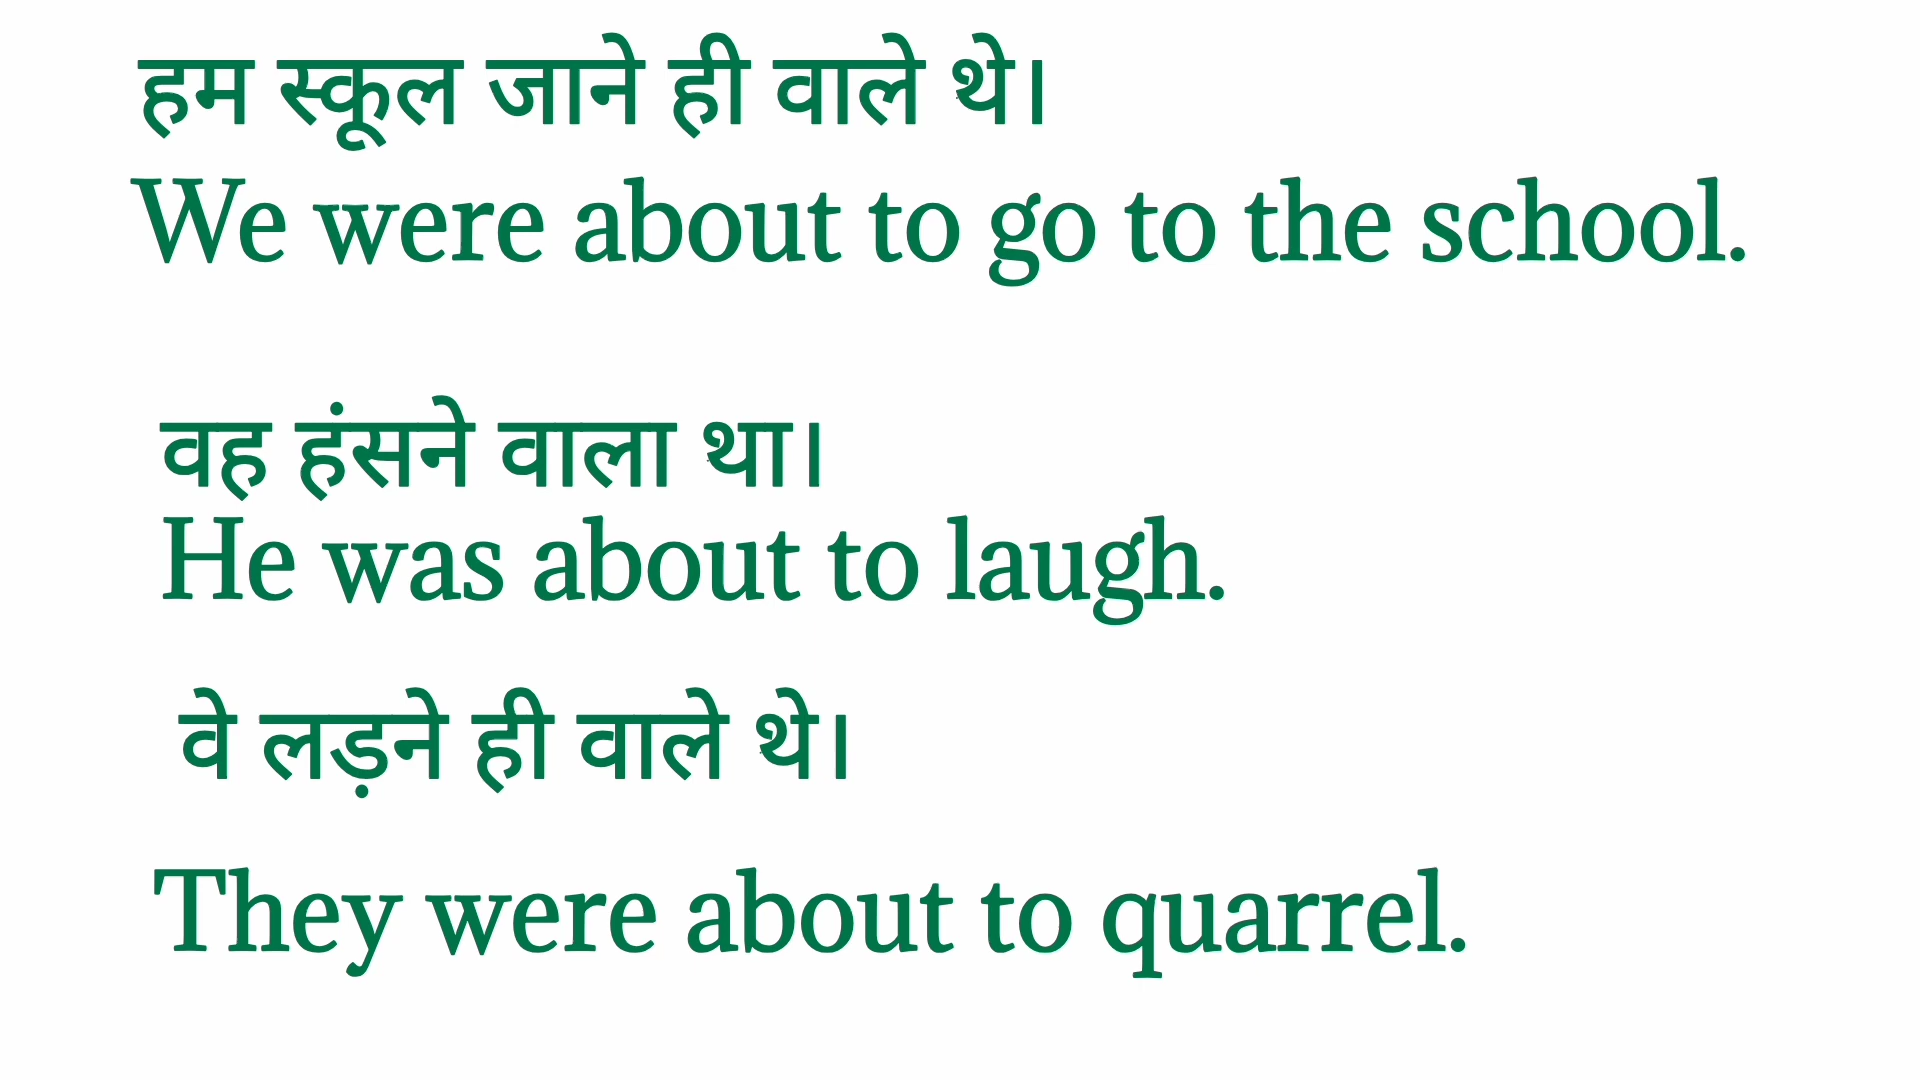 हम स्कूल जाने ही वाले थे।
We were about to go to the school.
वह हंसने वाला था।
He was about to laugh.
वे लड़ने ही वाले थे।
They were about to quarrel.